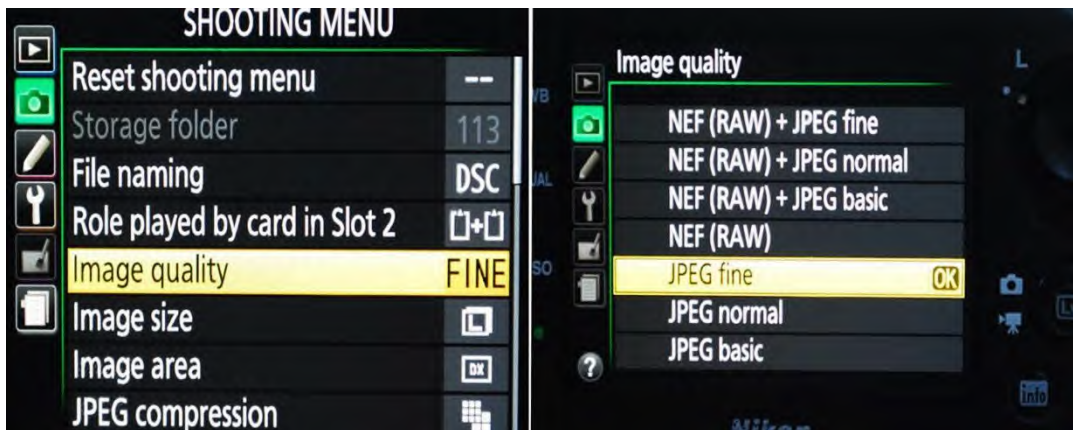 SHOOTING MENU
Reset shooting menu --
Storage folder 113
File naming DSC
Role played by card in Slot 2
Image quality FINE
Image size L
Image area DX
JPEG compression
Image quality
NEF (RAW) + JPEG fine
NEF (RAW) + JPEG normal
NEF (RAW) + JPEG basic
NEF (RAW)
JPEG fine OK
JPEG normal
JPEG basic
?
WB
UAL
ISO
L
info
Nikon